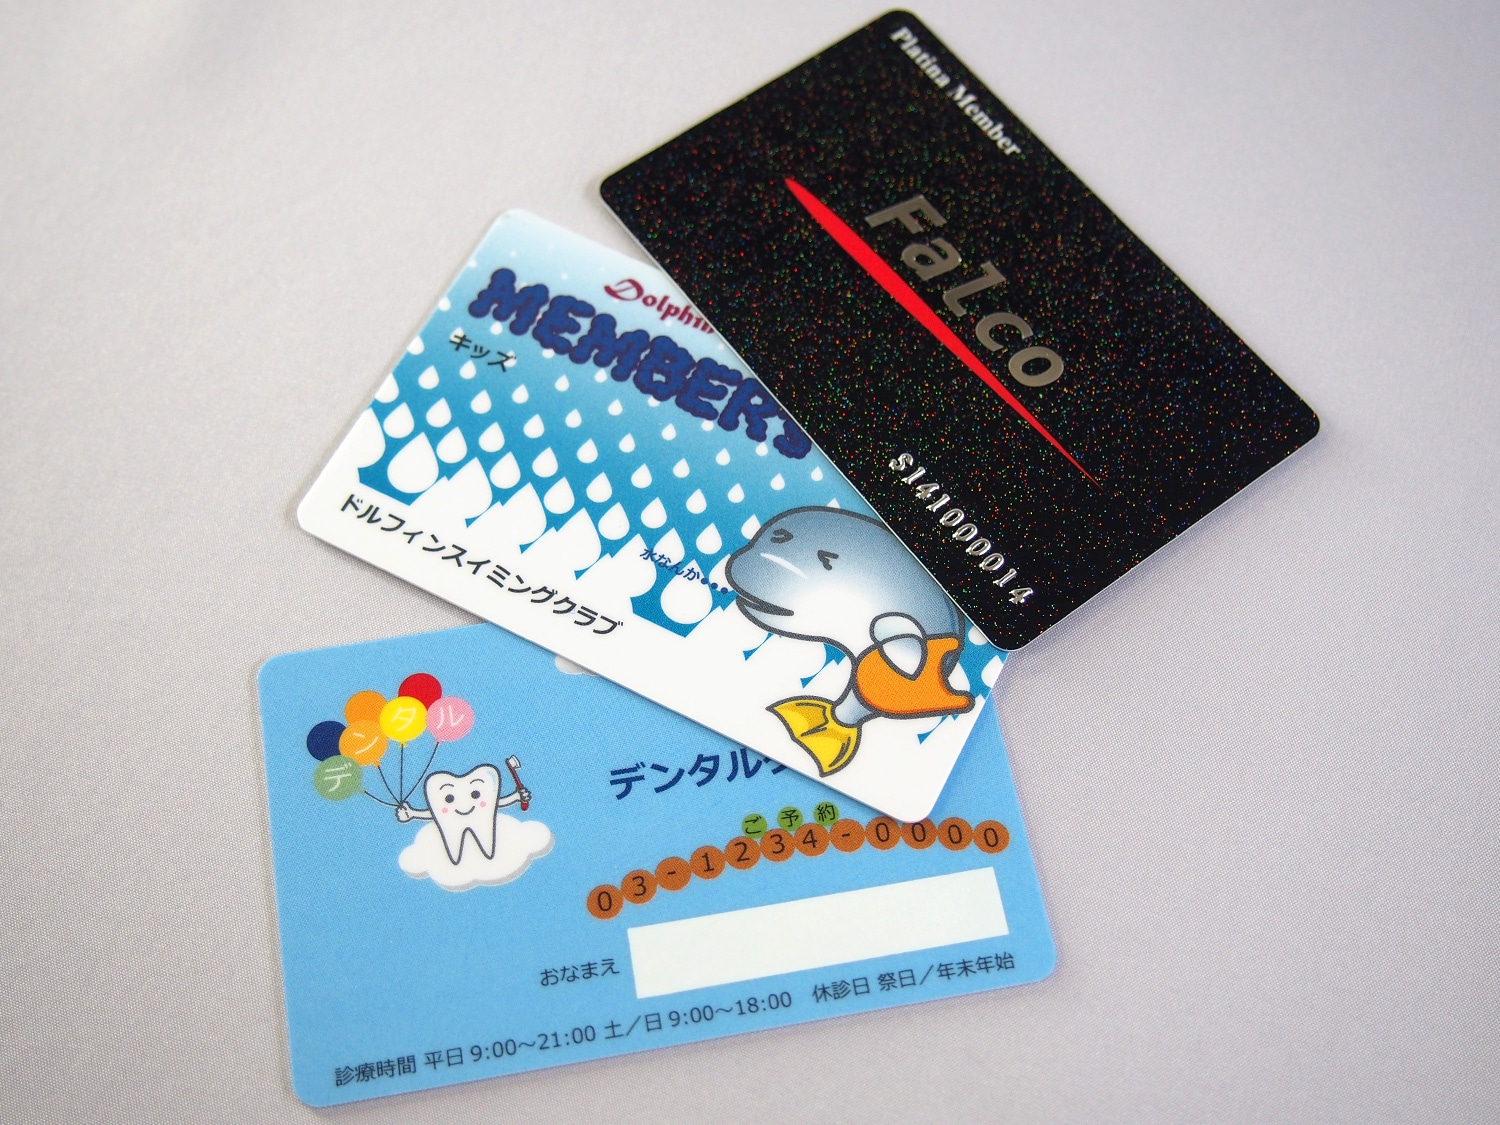 Platina Member
Falco
S141000014
Dolphin
MEMBERS
キッズ
水なんか•••
ドルフィンスイミングクラブ
デンタル
デンタル
ご予約
03-1234-0000
おなまえ
診療時間 平日 9:00～21:00 土／日 9:00～18:00 休診日 祭日／年末年始